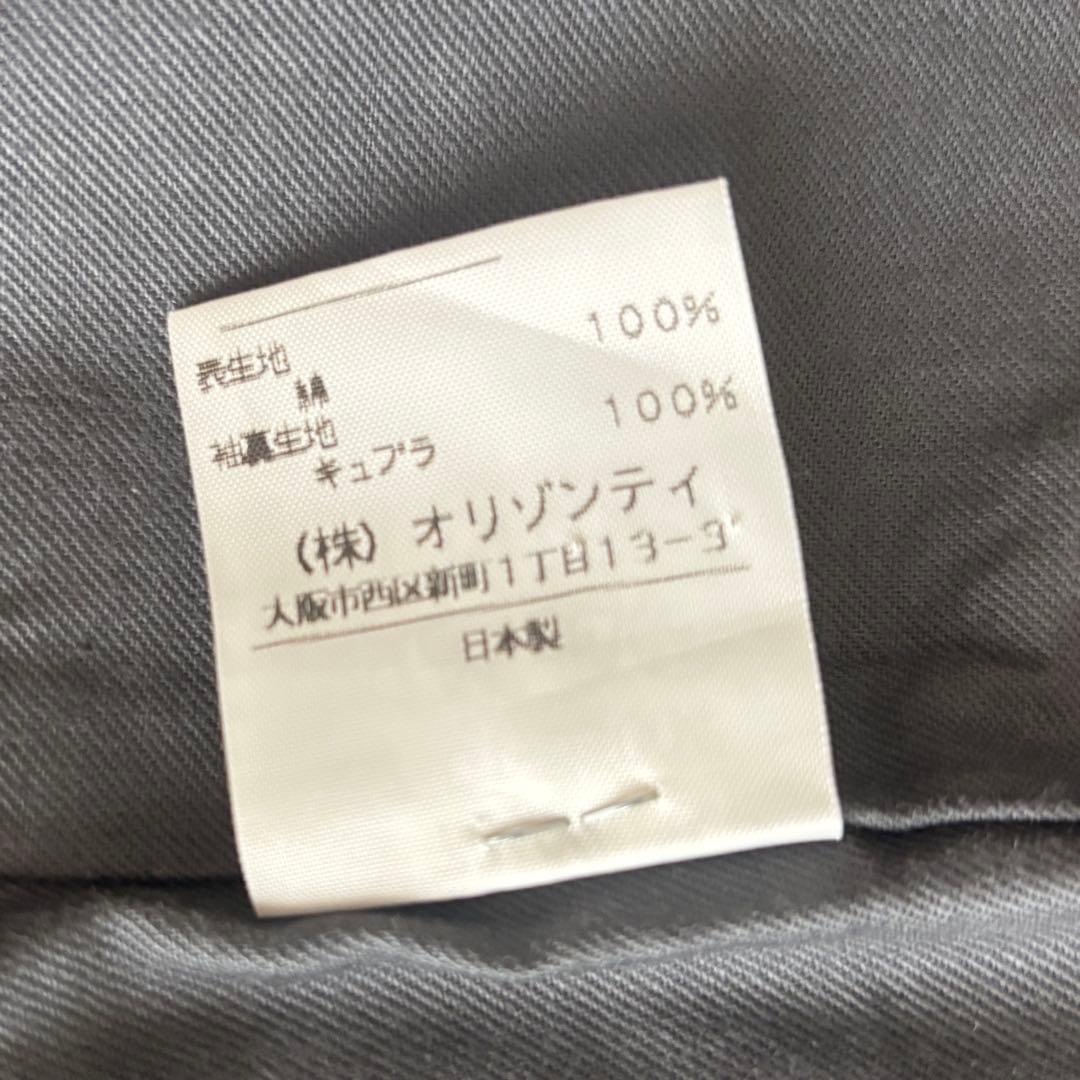 表生地
綿 100%
袖裏生地
キュプラ 100%
(株) オリゾンティ
大阪市西区新町1丁目13-3
日本製